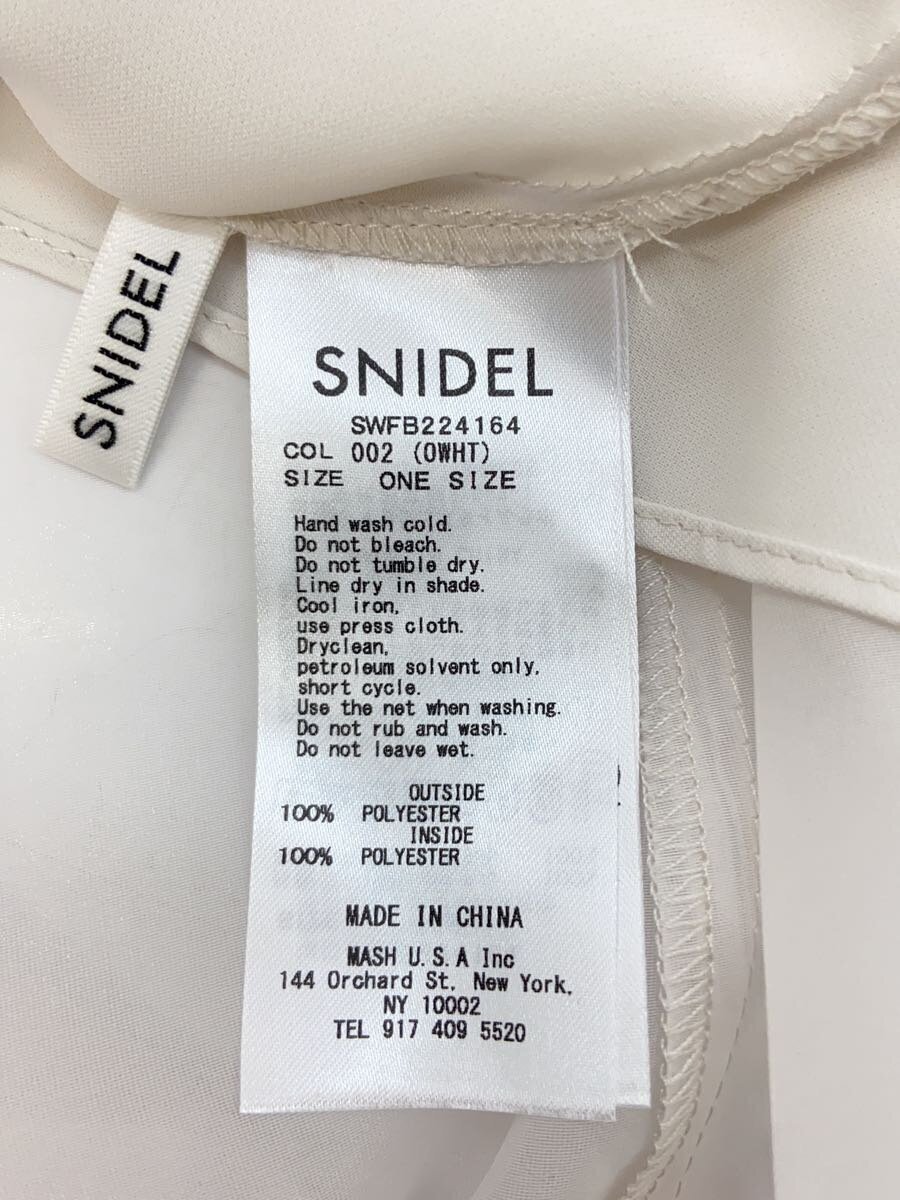 SNIDEL
SNIDEL
SWFB224164
COL 002 (OWHT)
SIZE ONE SIZE
Hand wash cold.
Do not bleach.
Do not tumble dry.
Line dry in shade.
Cool iron,
use press cloth.
Dryclean,
petroleum solvent only,
short cycle.
Use the net when washing.
Do not rub and wash.
Do not leave wet.
OUTSIDE
100% POLYESTER
INSIDE
100% POLYESTER
MADE IN CHINA
MASH U.S.A Inc
144 Orchard St, New York,
NY 10002
TEL 917 409 5520